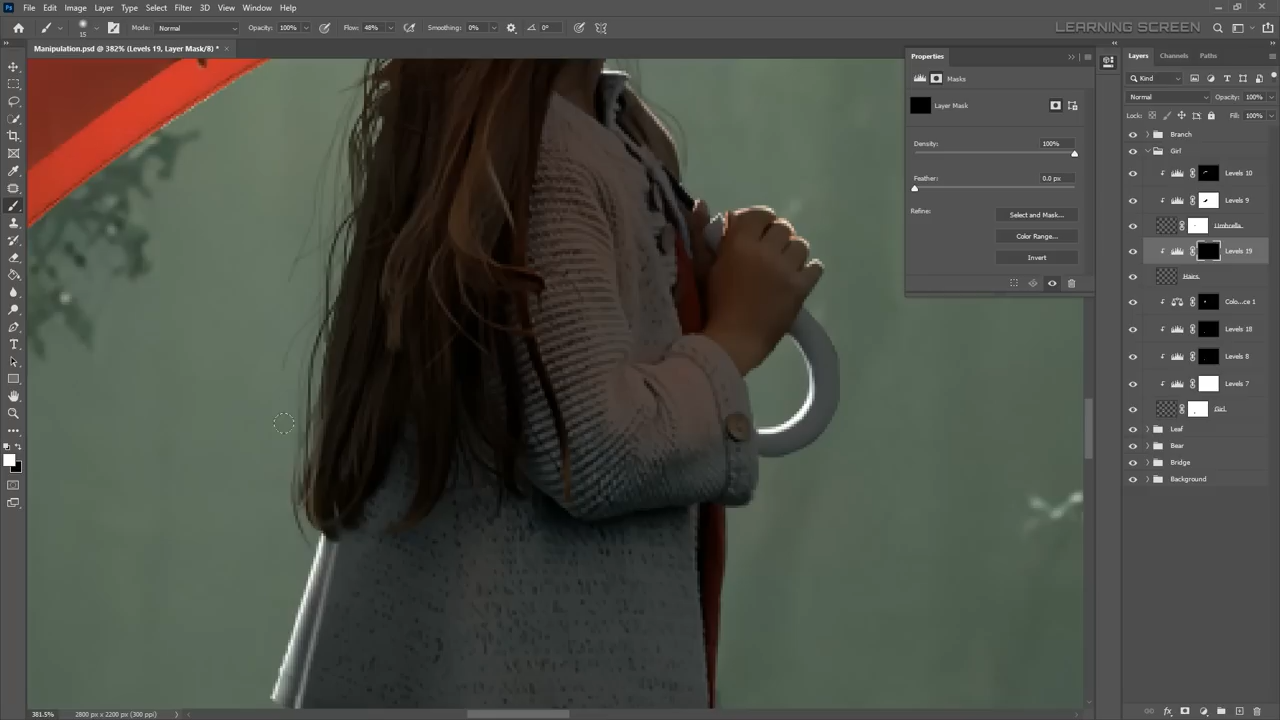 File Edit Image Layer Type Select Filter 3D View Window Help
15 Mode: Normal Opacity: 100% Flow: 48% Smoothing: 0% 0°
LEARNING SCREEN
Manipulation.psd @ 382% (Levels 19, Layer Mask/8) * ×
Properties
Masks
Layer Mask
Density: 100%
Feather: 0.0 px
Refine: Select and Mask...
Color Range...
Invert
Layers Channels Paths
Kind
Normal Opacity: 100%
Lock: Fill: 100%
Branch
Girl
Levels 10
Levels 9
Umbrella
Levels 19
Hairs
Colo...ce 1
Levels 18
Levels 8
Levels 7
Girl
Leaf
Bear
Bridge
Background
381.5% 2800 px x 2200 px (300 ppi)